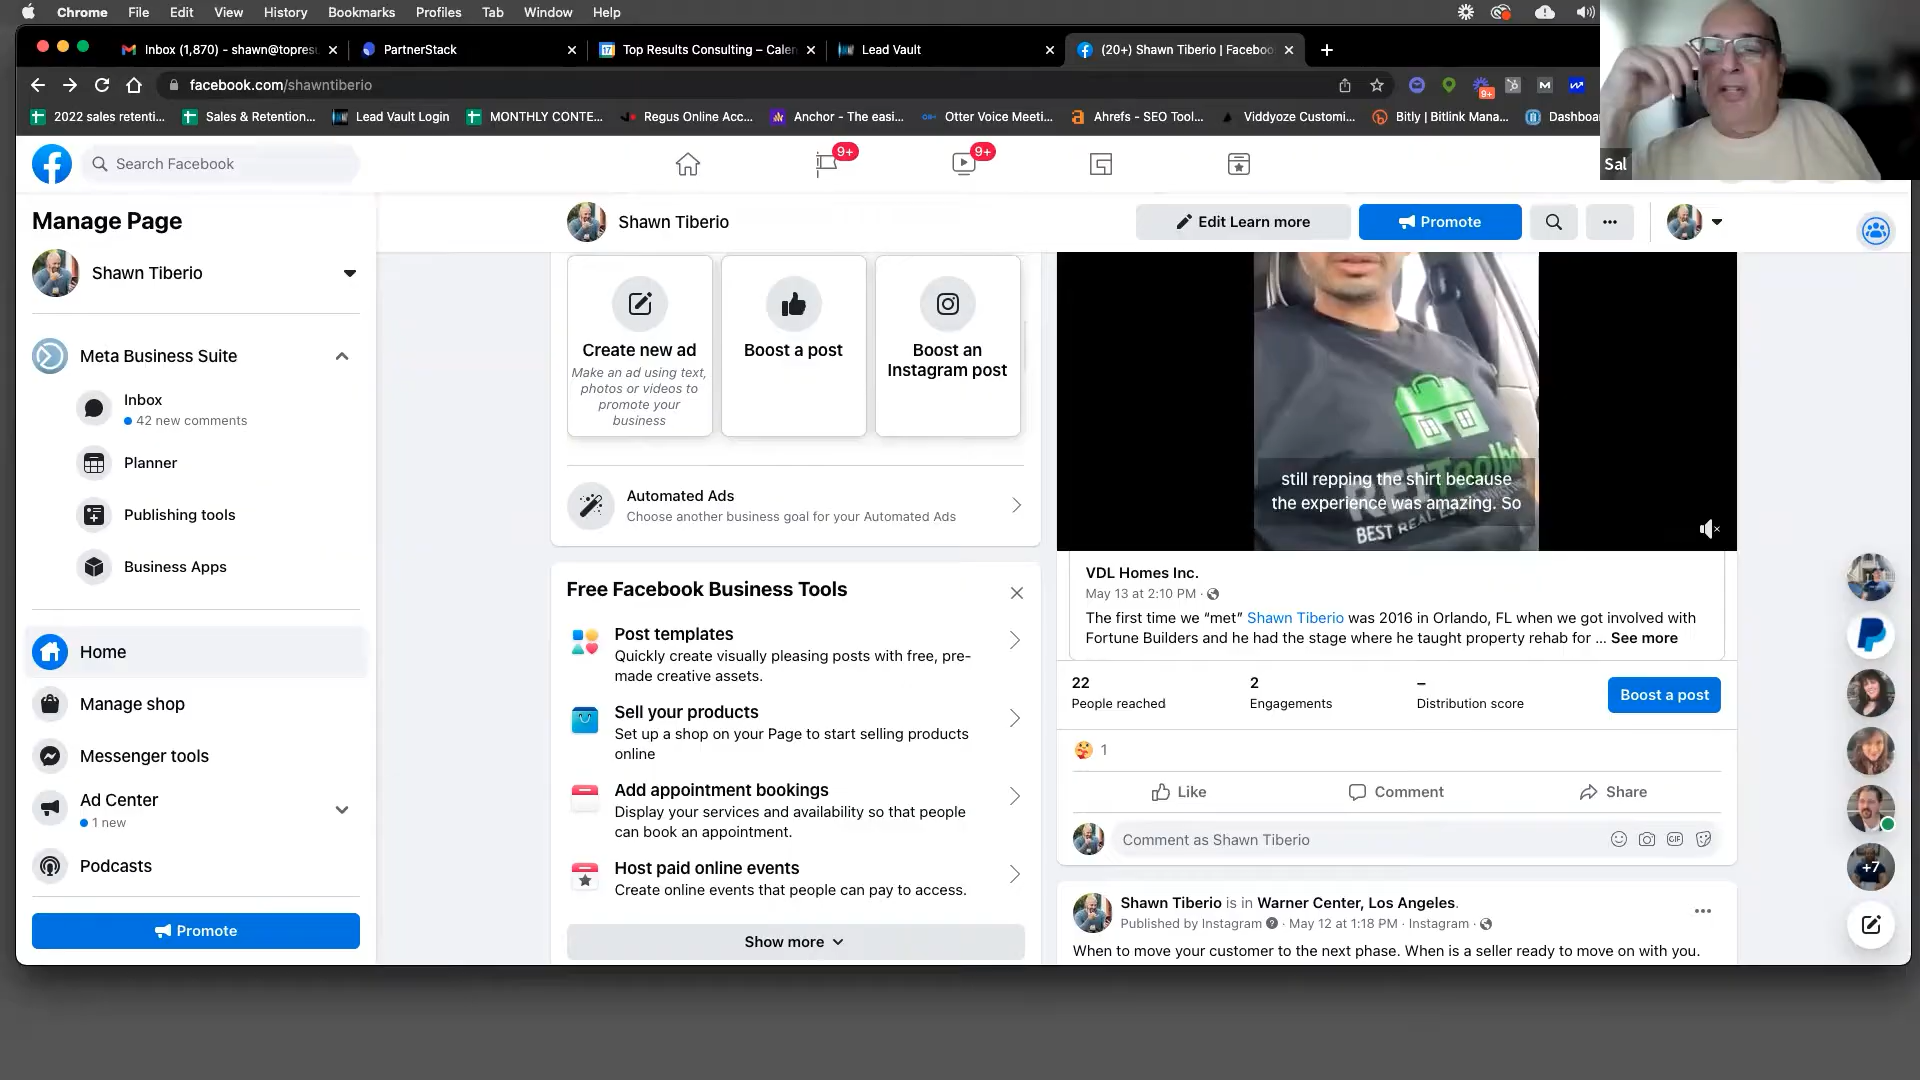 Chrome File Edit View History Bookmarks Profiles Tab Window Help
Inbox (1,870) - shawn@topresu
PartnerStack
Top Results Consulting – Calen
Lead Vault
(20+) Shawn Tiberio | Faceboo
facebook.com/shawntiberio
9+
2022 sales retenti...
Sales & Retention...
Lead Vault Login
MONTHLY CONTE...
Regus Online Acc...
Anchor - The easi...
Otter Voice Meeti...
Ahrefs - SEO Tool...
Viddyoze Customi...
Bitly | Bitlink Mana...
Dashboa
Sal
Search Facebook
9+
9+
Manage Page
Shawn Tiberio
Meta Business Suite
Inbox
42 new comments
Planner
Publishing tools
Business Apps
Home
Manage shop
Messenger tools
Ad Center
1 new
Podcasts
Promote
Shawn Tiberio
Edit Learn more
Promote
Create new ad
Make an ad using text,
photos or videos to
promote your
business
Boost a post
Boost an
Instagram post
Automated Ads
Choose another business goal for your Automated Ads
Free Facebook Business Tools
Post templates
Quickly create visually pleasing posts with free, pre-
made creative assets.
Sell your products
Set up a shop on your Page to start selling products
online
Add appointment bookings
Display your services and availability so that people
can book an appointment.
Host paid online events
Create online events that people can pay to access.
Show more
still repping the shirt because
the experience was amazing. So
BEST REAL
VDL Homes Inc.
May 13 at 2:10 PM ·
The first time we “met” Shawn Tiberio was 2016 in Orlando, FL when we got involved with
Fortune Builders and he had the stage where he taught property rehab for ... See more
22
People reached
2
Engagements
–
Distribution score
Boost a post
1
Like
Comment
Share
Comment as Shawn Tiberio
GIF
Shawn Tiberio is in Warner Center, Los Angeles.
Published by Instagram · May 12 at 1:18 PM · Instagram ·
When to move your customer to the next phase. When is a seller ready to move on with you.
+7